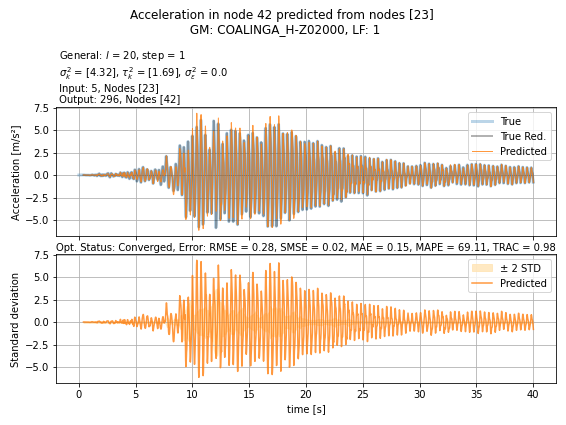 Acceleration in node 42 predicted from nodes [23]
GM: COALINGA_H-Z02000, LF: 1
General: l = 20, step = 1
σ²ₖ = [4.32], τ²ₖ = [1.69], σ²ₑ = 0.0
Input: 5, Nodes [23]
Output: 296, Nodes [42]
7.5
5.0
2.5
0.0
−2.5
−5.0
Acceleration [m/s²]
True
True Red.
Predicted
Opt. Status: Converged, Error: RMSE = 0.28, SMSE = 0.02, MAE = 0.15, MAPE = 69.11, TRAC = 0.98
7.5
5.0
2.5
0.0
−2.5
−5.0
Standard deviation
± 2 STD
Predicted
0 5 10 15 20 25 30 35 40
time [s]